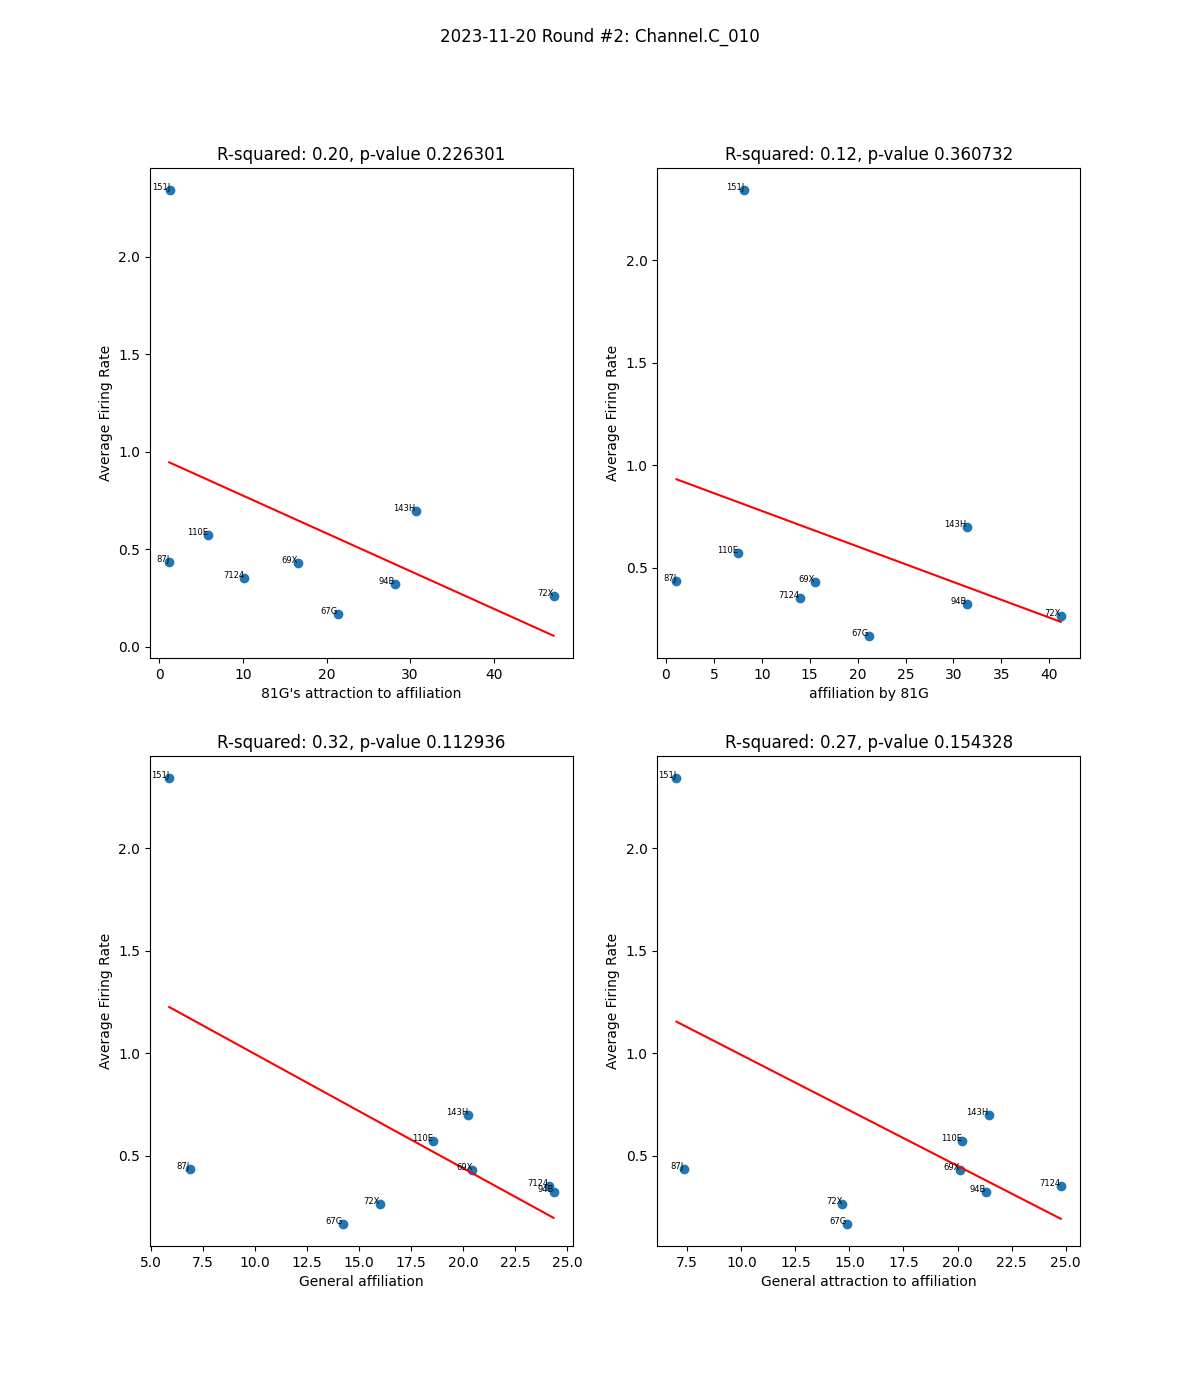 2023-11-20 Round #2: Channel.C_010
R-squared: 0.20, p-value 0.226301
151J
110E
87J
7124
69X
67G
94B
143H
72X
2.0
1.5
1.0
0.5
0.0
Average Firing Rate
0 10 20 30 40
81G's attraction to affiliation
R-squared: 0.12, p-value 0.360732
151J
143H
110E
87J
69X
7124
94B
72X
67G
2.0
1.5
1.0
0.5
Average Firing Rate
0 5 10 15 20 25 30 35 40
affiliation by 81G
R-squared: 0.32, p-value 0.112936
151J
143H
110E
87J
69X
7124
94B
72X
67G
2.0
1.5
1.0
0.5
Average Firing Rate
5.0 7.5 10.0 12.5 15.0 17.5 20.0 22.5 25.0
General affiliation
R-squared: 0.27, p-value 0.154328
151J
143H
110E
87J
69X
7124
94B
72X
67G
2.0
1.5
1.0
0.5
Average Firing Rate
7.5 10.0 12.5 15.0 17.5 20.0 22.5 25.0
General attraction to affiliation